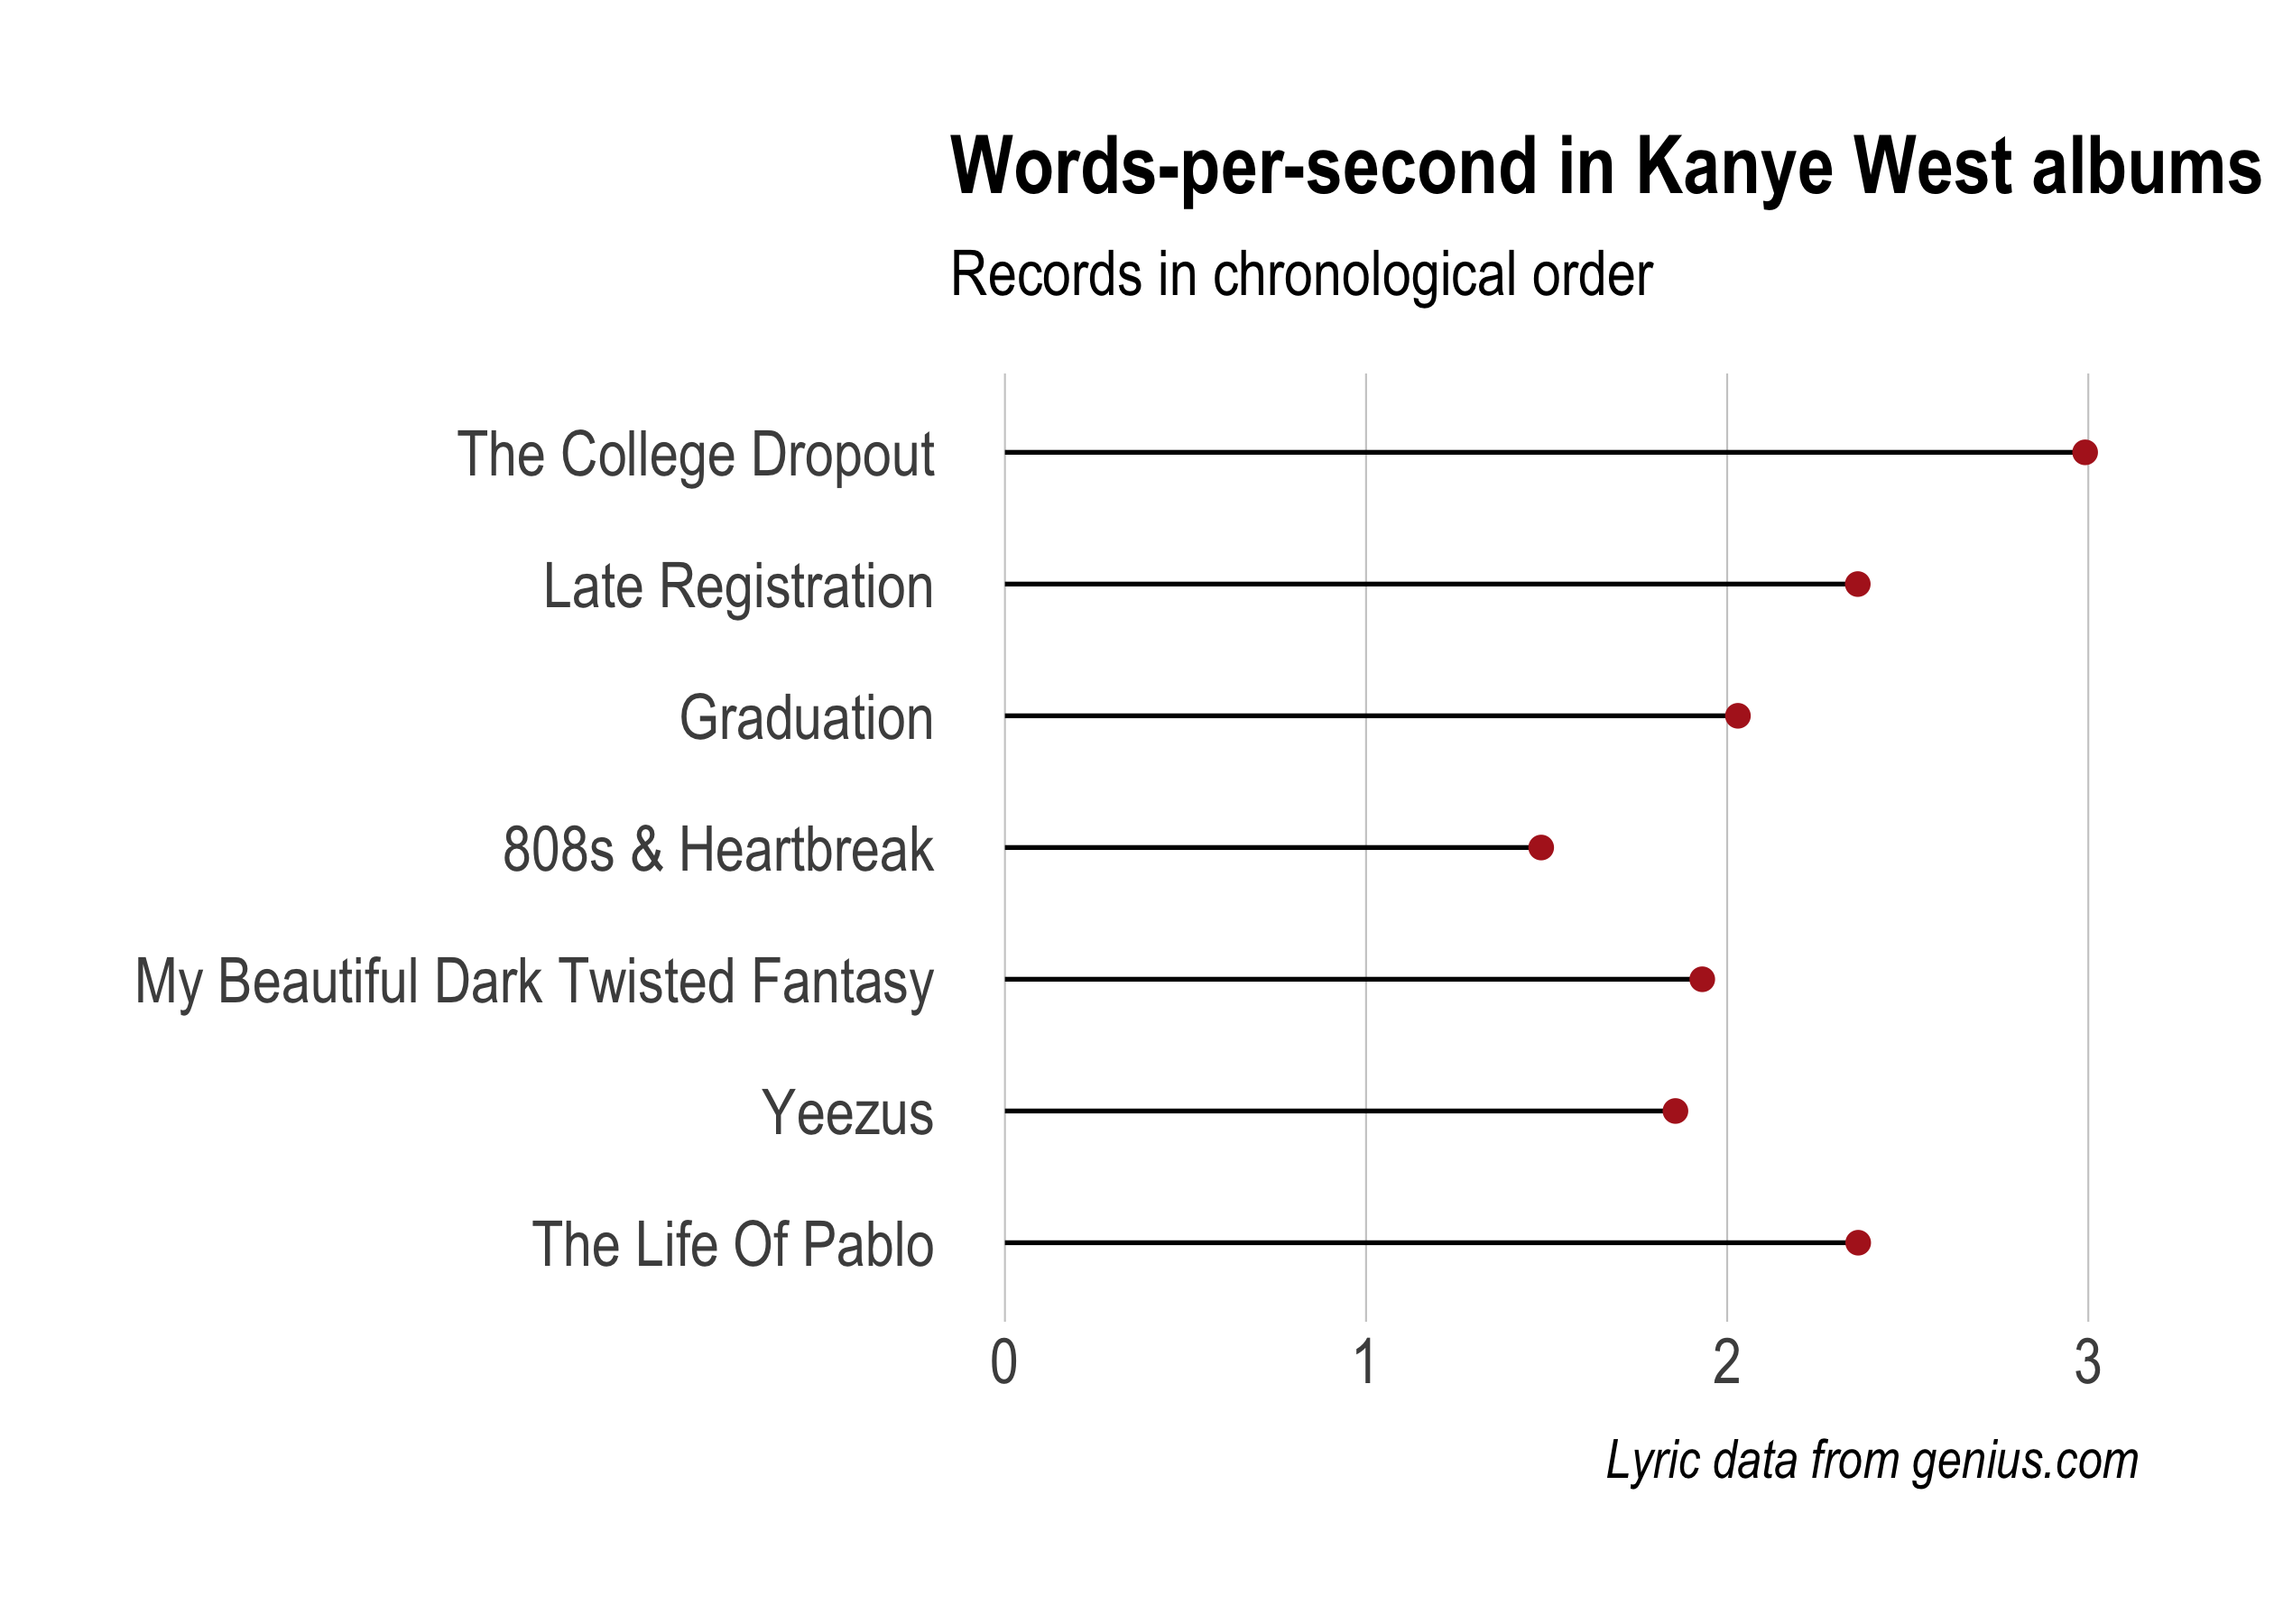 Words-per-second in Kanye West albums
Records in chronological order
The College Dropout
Late Registration
Graduation
808s & Heartbreak
My Beautiful Dark Twisted Fantasy
Yeezus
The Life Of Pablo
0 1 2 3
Lyric data from genius.com